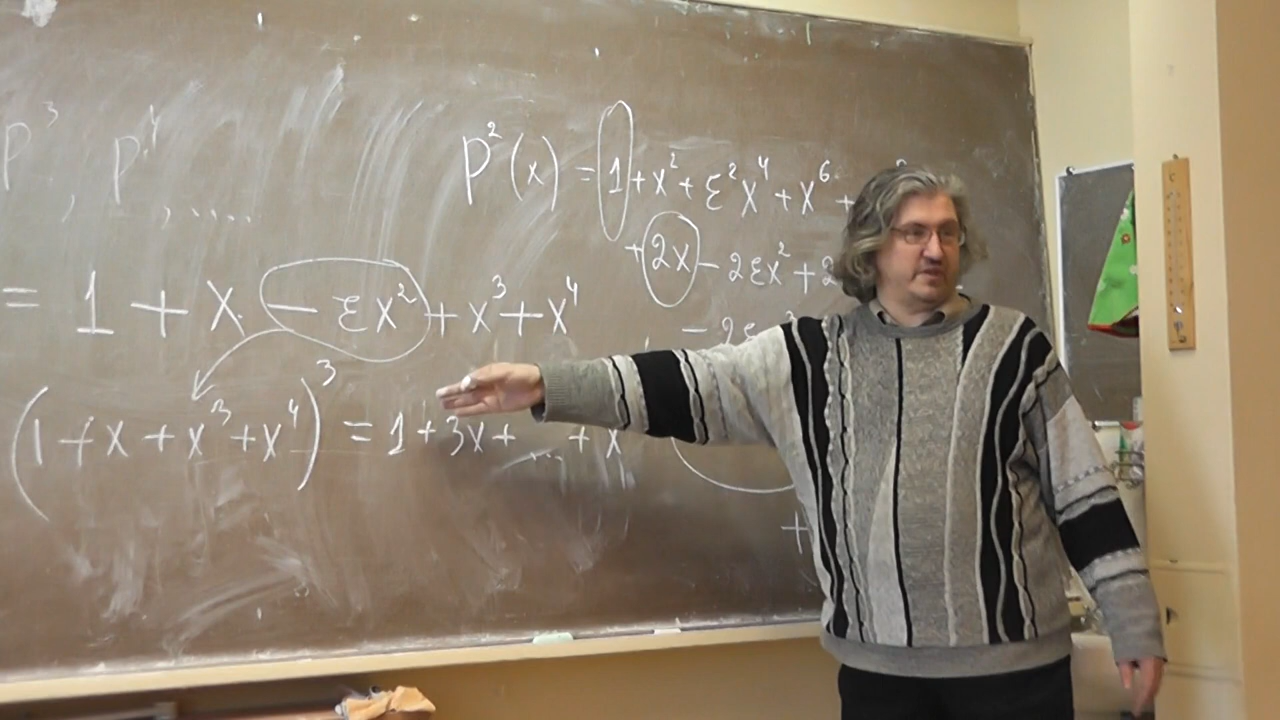 P³, P⁴, .....
P²(x) = 1 + x² + ε²x⁴ + x⁶ +
+ 2x - 2εx² + 2
= 1 + x - εx² + x³ + x⁴
- 2ε
(1 + x + x³ + x⁴)³ = 1 + 3x + ... + x
+
C